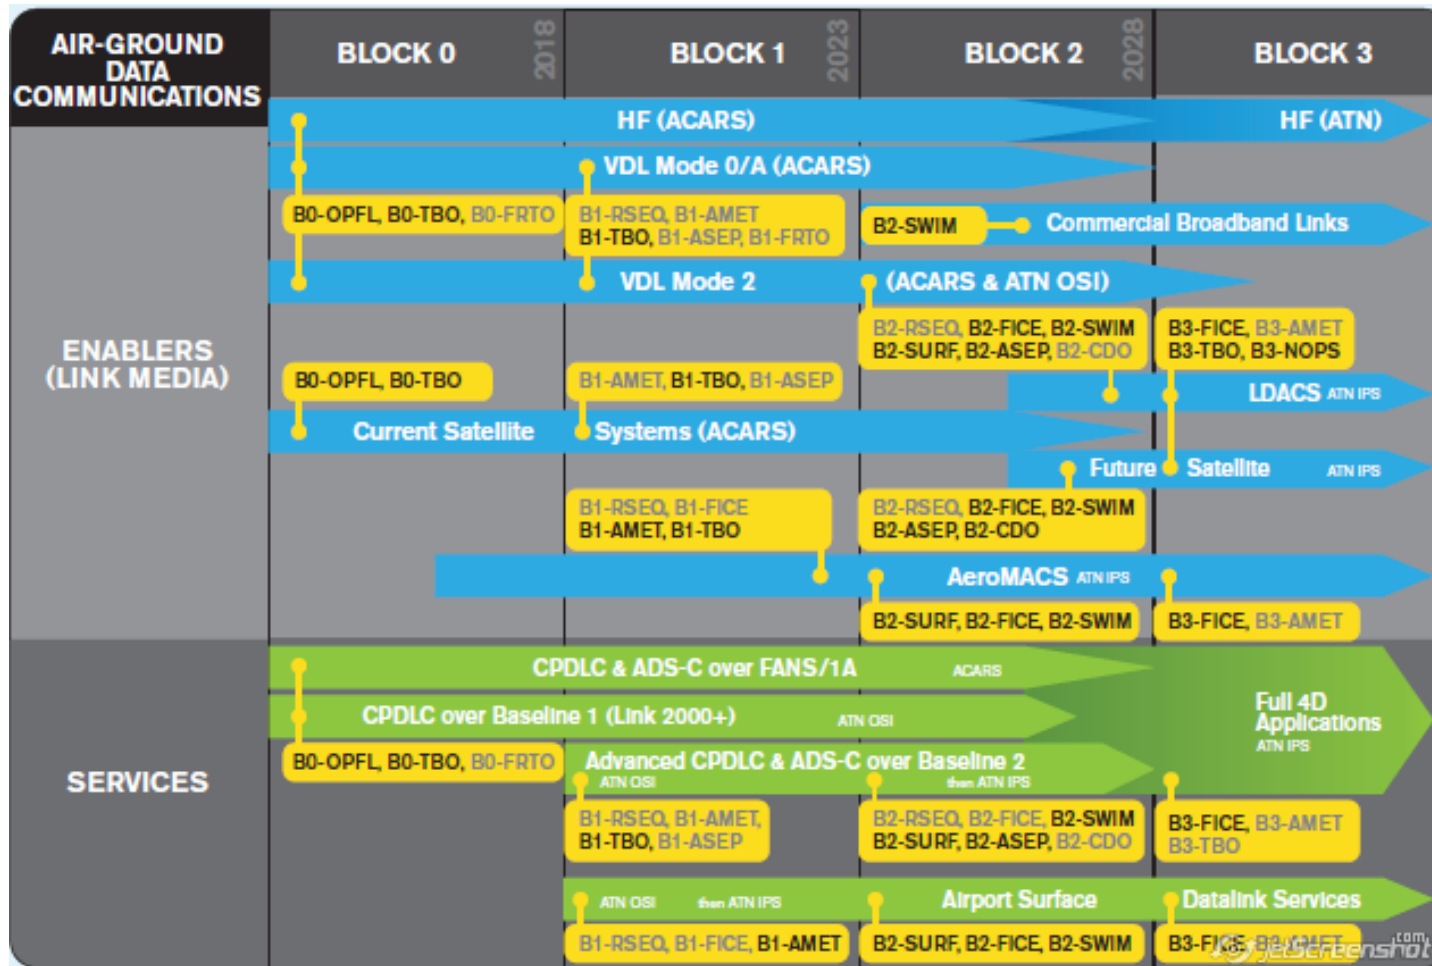 AIR-GROUND
DATA
COMMUNICATIONS
BLOCK 0
2018
BLOCK 1
2023
BLOCK 2
2028
BLOCK 3
HF (ACARS)
HF (ATN)
VDL Mode 0/A (ACARS)
B0-OPFL, B0-TBO, B0-FRTO
B1-RSEQ, B1-AMET
B1-TBO, B1-ASEP, B1-FRTO
B2-SWIM
Commercial Broadband Links
VDL Mode 2
(ACARS & ATN OSI)
ENABLERS
(LINK MEDIA)
B2-RSEQ, B2-FICE, B2-SWIM
B2-SURF, B2-ASEP, B2-CDO
B3-FICE, B3-AMET
B3-TBO, B3-NOPS
B0-OPFL, B0-TBO
B1-AMET, B1-TBO, B1-ASEP
LDACS ATN IPS
Current Satellite Systems (ACARS)
Future Satellite ATN IPS
B1-RSEQ, B1-FICE
B1-AMET, B1-TBO
B2-RSEQ, B2-FICE, B2-SWIM
B2-ASEP, B2-CDO
AeroMACS ATN IPS
B2-SURF, B2-FICE, B2-SWIM
B3-FICE, B3-AMET
SERVICES
CPDLC & ADS-C over FANS/1A ACARS
CPDLC over Baseline 1 (Link 2000+) ATN OSI
Full 4D
Applications
ATN IPS
B0-OPFL, B0-TBO, B0-FRTO
Advanced CPDLC & ADS-C over Baseline 2
ATN OSI then ATN IPS
B1-RSEQ, B1-AMET,
B1-TBO, B1-ASEP
B2-RSEQ, B2-FICE, B2-SWIM
B2-SURF, B2-ASEP, B2-CDO
B3-FICE, B3-AMET
B3-TBO
ATN OSI then ATN IPS Airport Surface Datalink Services
B1-RSEQ, B1-FICE, B1-AMET
B2-SURF, B2-FICE, B2-SWIM
B3-FICE, B3-AMET
jetScreenshot.com